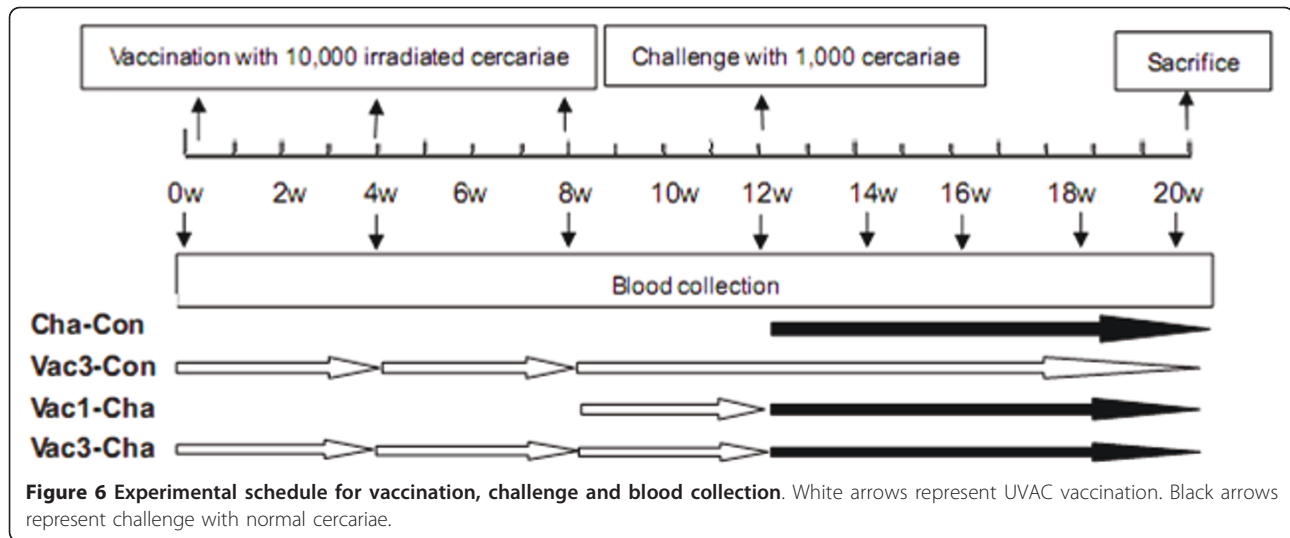 Vaccination with 10,000 irradiated cercariae
Challenge with 1,000 cercariae
Sacrifice
0w 2w 4w 6w 8w 10w 12w 14w 16w 18w 20w
Blood collection
Cha-Con
Vac3-Con
Vac1-Cha
Vac3-Cha
Figure 6 Experimental schedule for vaccination, challenge and blood collection. White arrows represent UVAC vaccination. Black arrows
represent challenge with normal cercariae.